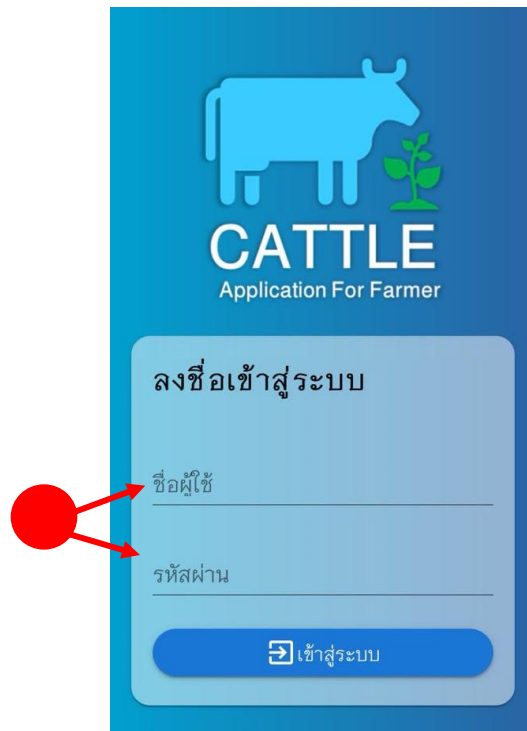 CATTLE
Application For Farmer
ลงชื่อเข้าสู่ระบบ
ชื่อผู้ใช้
รหัสผ่าน
เข้าสู่ระบบ